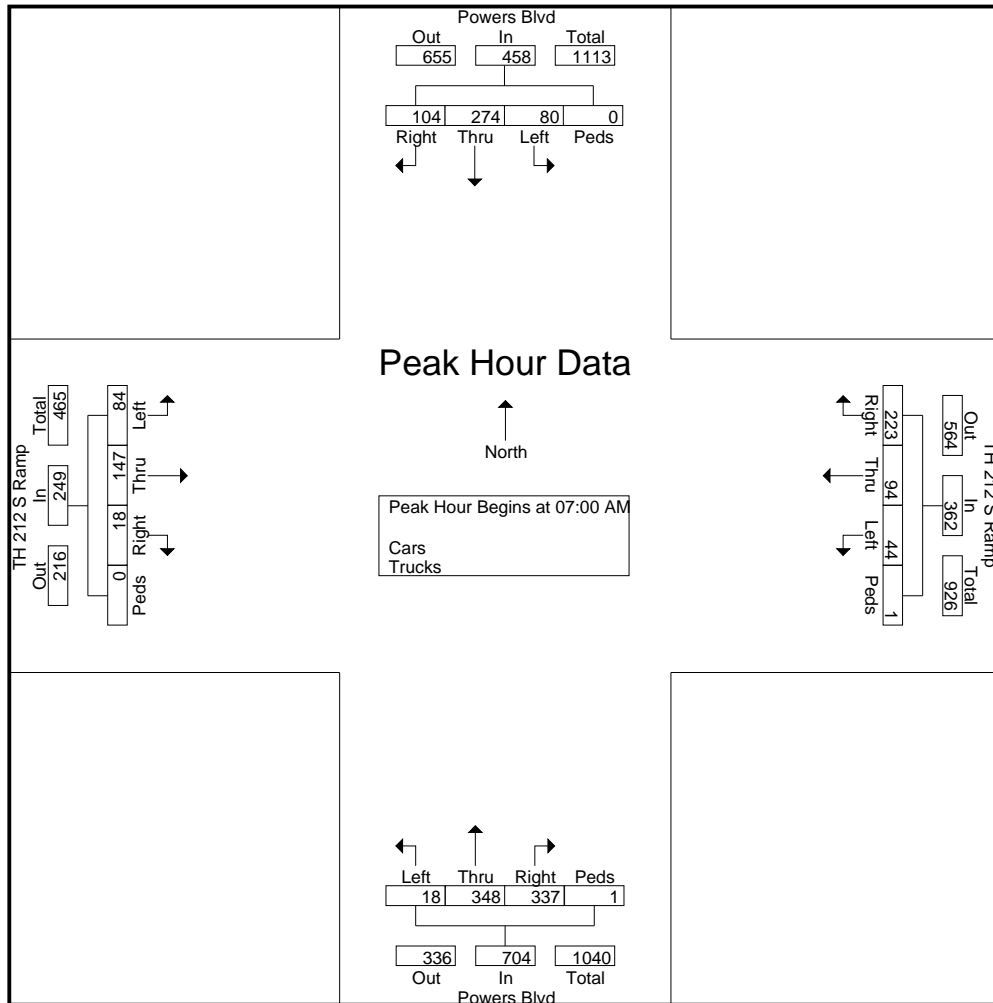 Powers Blvd
Out In Total
655 458 1113
104 274 80 0
Right Thru Left Peds
Peak Hour Data
North
Peak Hour Begins at 07:00 AM
Cars
Trucks
TH 212 S Ramp
Total In Out
465 249 216
84 147 18 0
Left Thru Right Peds
Right Thru Left Peds
223 94 44 1
Out In Total
564 362 926
TH 212 S Ramp
Left Thru Right Peds
18 348 337 1
336 704 1040
Out In Total
Powers Blvd